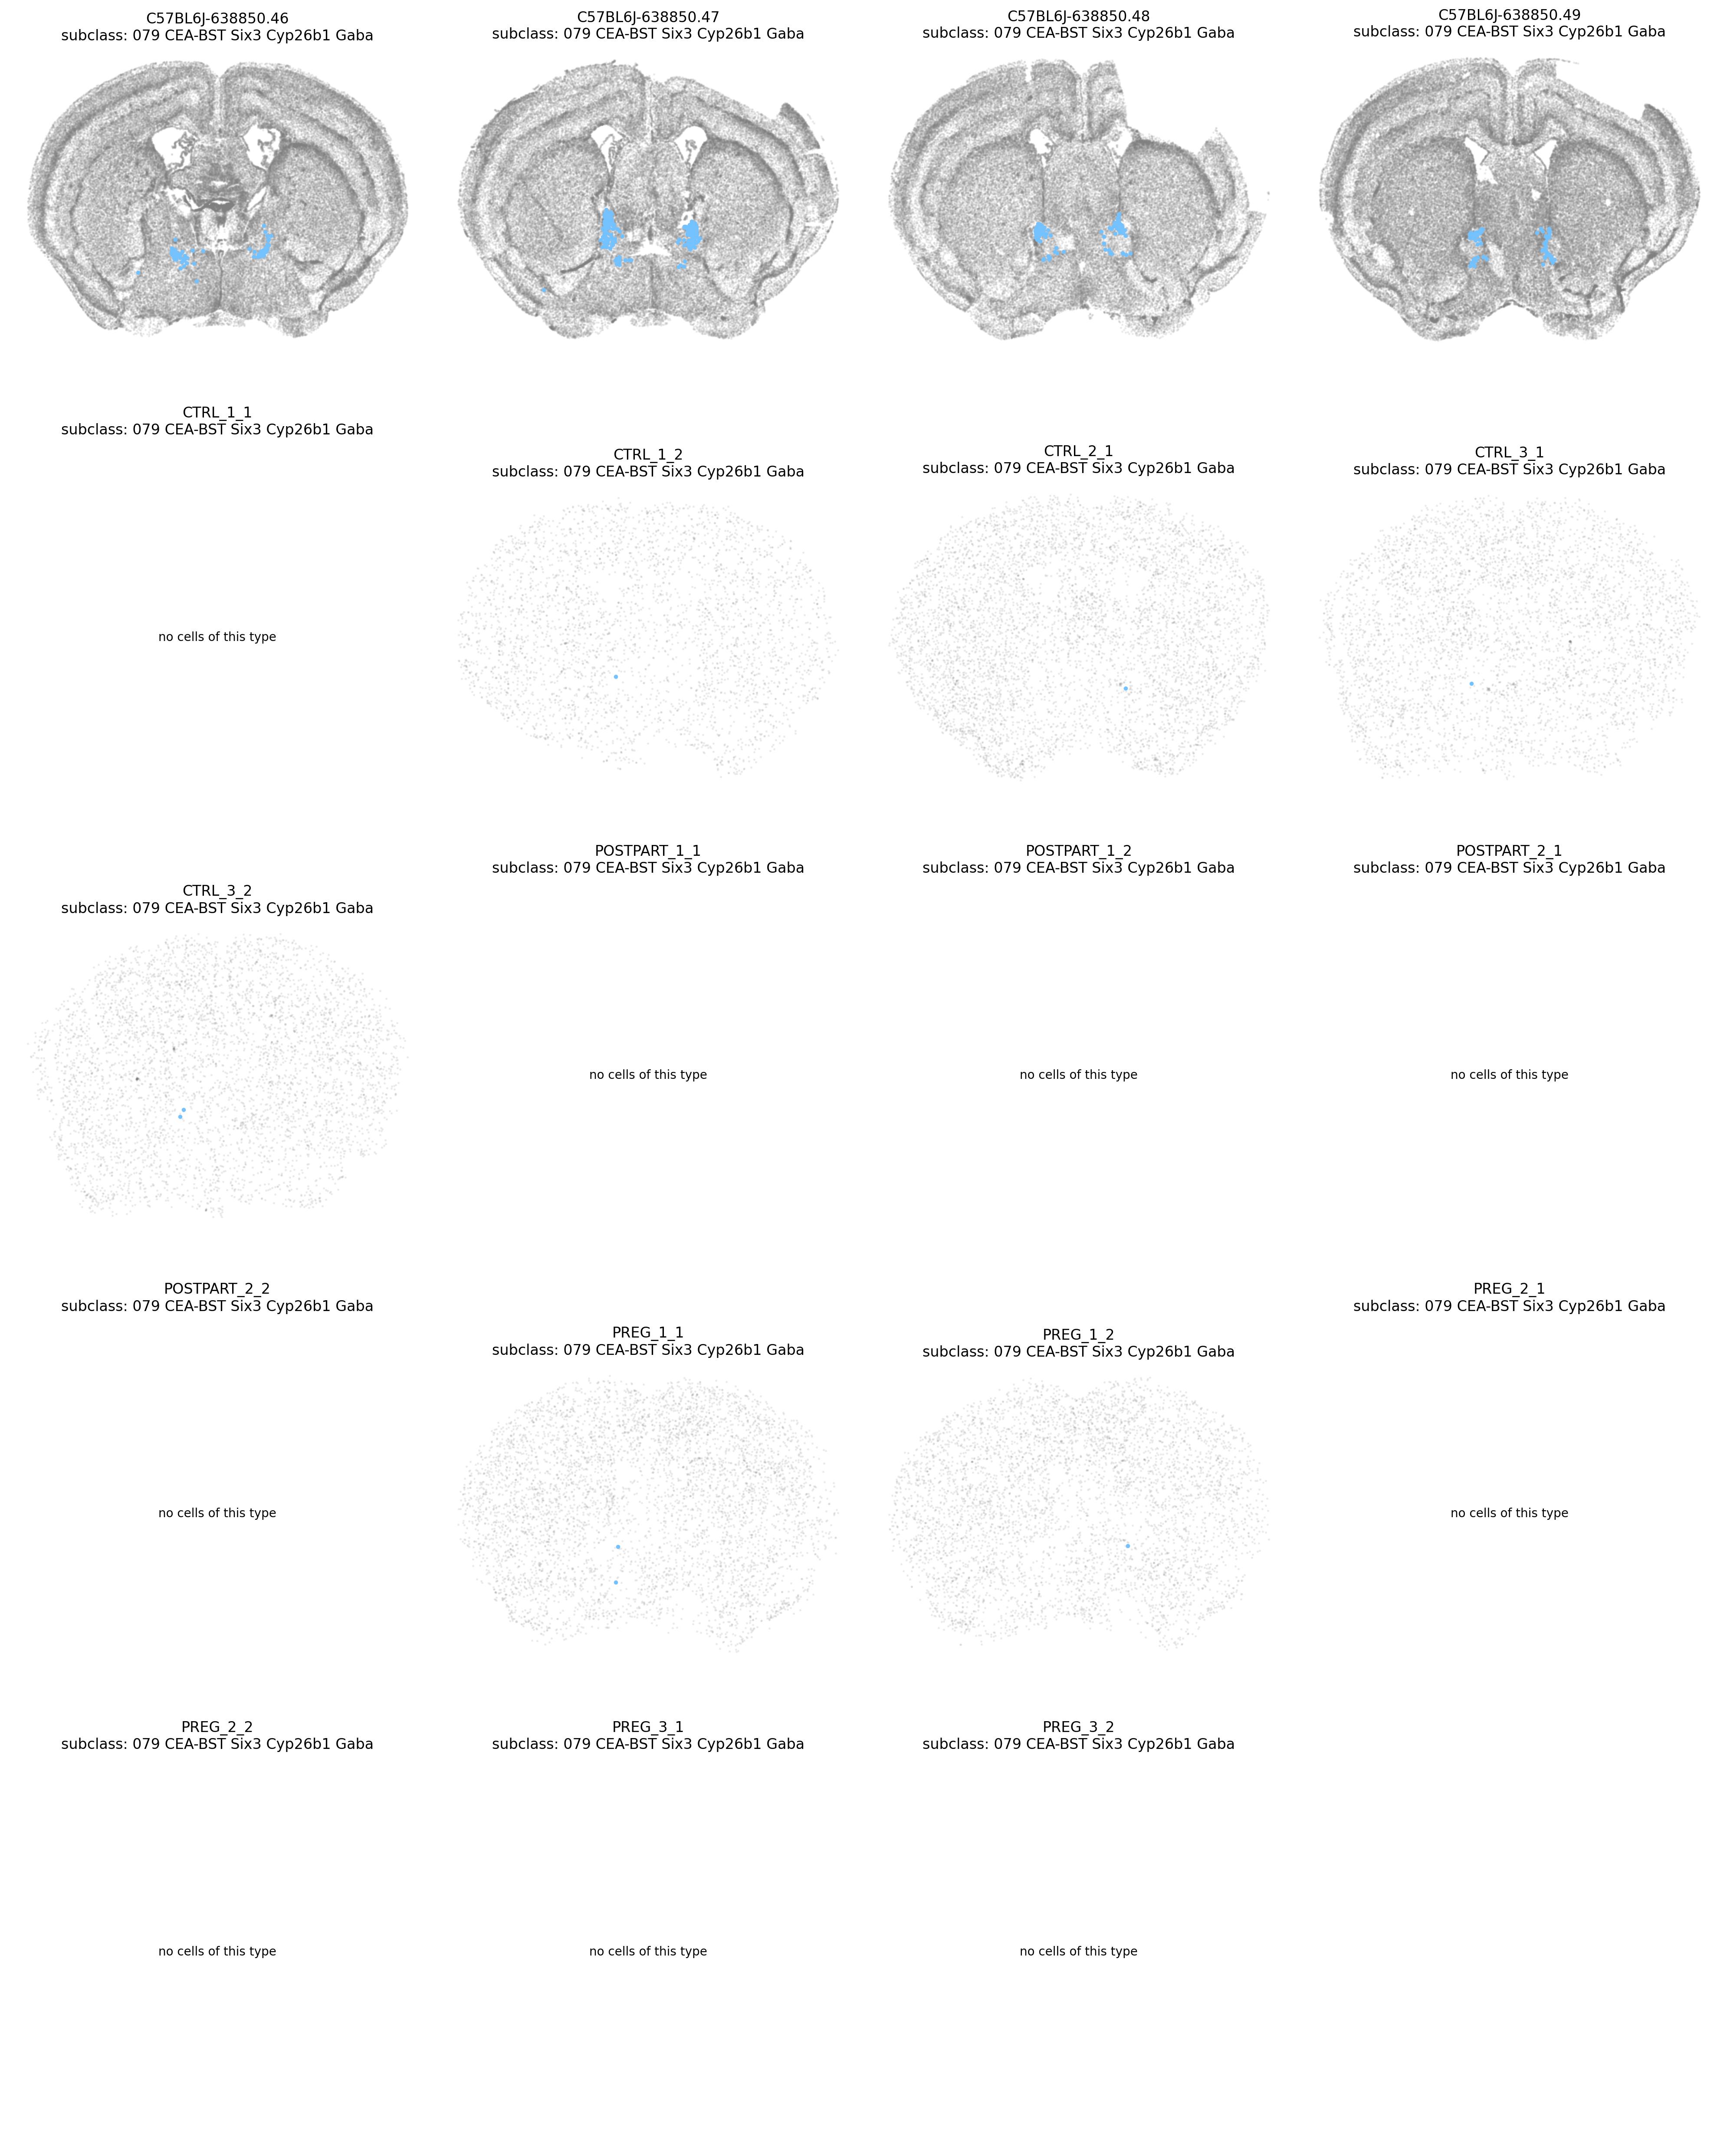 C57BL6J-638850.46
subclass: 079 CEA-BST Six3 Cyp26b1 Gaba
C57BL6J-638850.47
subclass: 079 CEA-BST Six3 Cyp26b1 Gaba
C57BL6J-638850.48
subclass: 079 CEA-BST Six3 Cyp26b1 Gaba
C57BL6J-638850.49
subclass: 079 CEA-BST Six3 Cyp26b1 Gaba
CTRL_1_1
subclass: 079 CEA-BST Six3 Cyp26b1 Gaba
no cells of this type
CTRL_1_2
subclass: 079 CEA-BST Six3 Cyp26b1 Gaba
CTRL_2_1
subclass: 079 CEA-BST Six3 Cyp26b1 Gaba
CTRL_3_1
subclass: 079 CEA-BST Six3 Cyp26b1 Gaba
CTRL_3_2
subclass: 079 CEA-BST Six3 Cyp26b1 Gaba
POSTPART_1_1
subclass: 079 CEA-BST Six3 Cyp26b1 Gaba
no cells of this type
POSTPART_1_2
subclass: 079 CEA-BST Six3 Cyp26b1 Gaba
no cells of this type
POSTPART_2_1
subclass: 079 CEA-BST Six3 Cyp26b1 Gaba
no cells of this type
POSTPART_2_2
subclass: 079 CEA-BST Six3 Cyp26b1 Gaba
no cells of this type
PREG_1_1
subclass: 079 CEA-BST Six3 Cyp26b1 Gaba
PREG_1_2
subclass: 079 CEA-BST Six3 Cyp26b1 Gaba
PREG_2_1
subclass: 079 CEA-BST Six3 Cyp26b1 Gaba
no cells of this type
PREG_2_2
subclass: 079 CEA-BST Six3 Cyp26b1 Gaba
no cells of this type
PREG_3_1
subclass: 079 CEA-BST Six3 Cyp26b1 Gaba
no cells of this type
PREG_3_2
subclass: 079 CEA-BST Six3 Cyp26b1 Gaba
no cells of this type